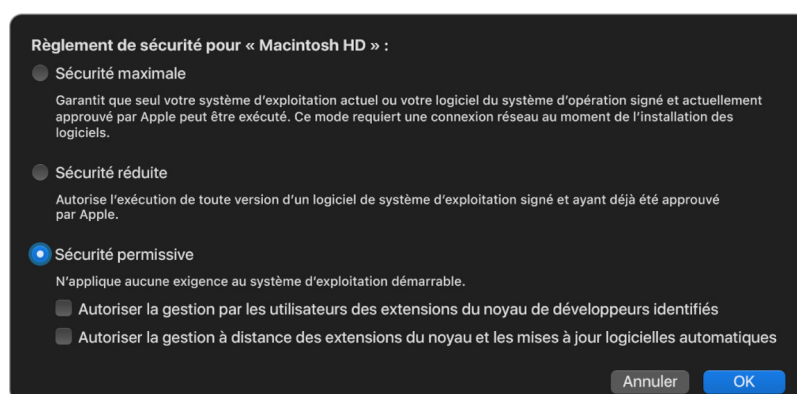 Règlement de sécurité pour « Macintosh HD » :
Sécurité maximale
Garantit que seul votre système d'exploitation actuel ou votre logiciel du système d'opération signé et actuellement
approuvé par Apple peut être exécuté. Ce mode requiert une connexion réseau au moment de l'installation des
logiciels.
Sécurité réduite
Autorise l'exécution de toute version d'un logiciel de système d'exploitation signé et ayant déjà été approuvé
par Apple.
Sécurité permissive
N'applique aucune exigence au système d'exploitation démarrable.
Autoriser la gestion par les utilisateurs des extensions du noyau de développeurs identifiés
Autoriser la gestion à distance des extensions du noyau et les mises à jour logicielles automatiques
Annuler OK